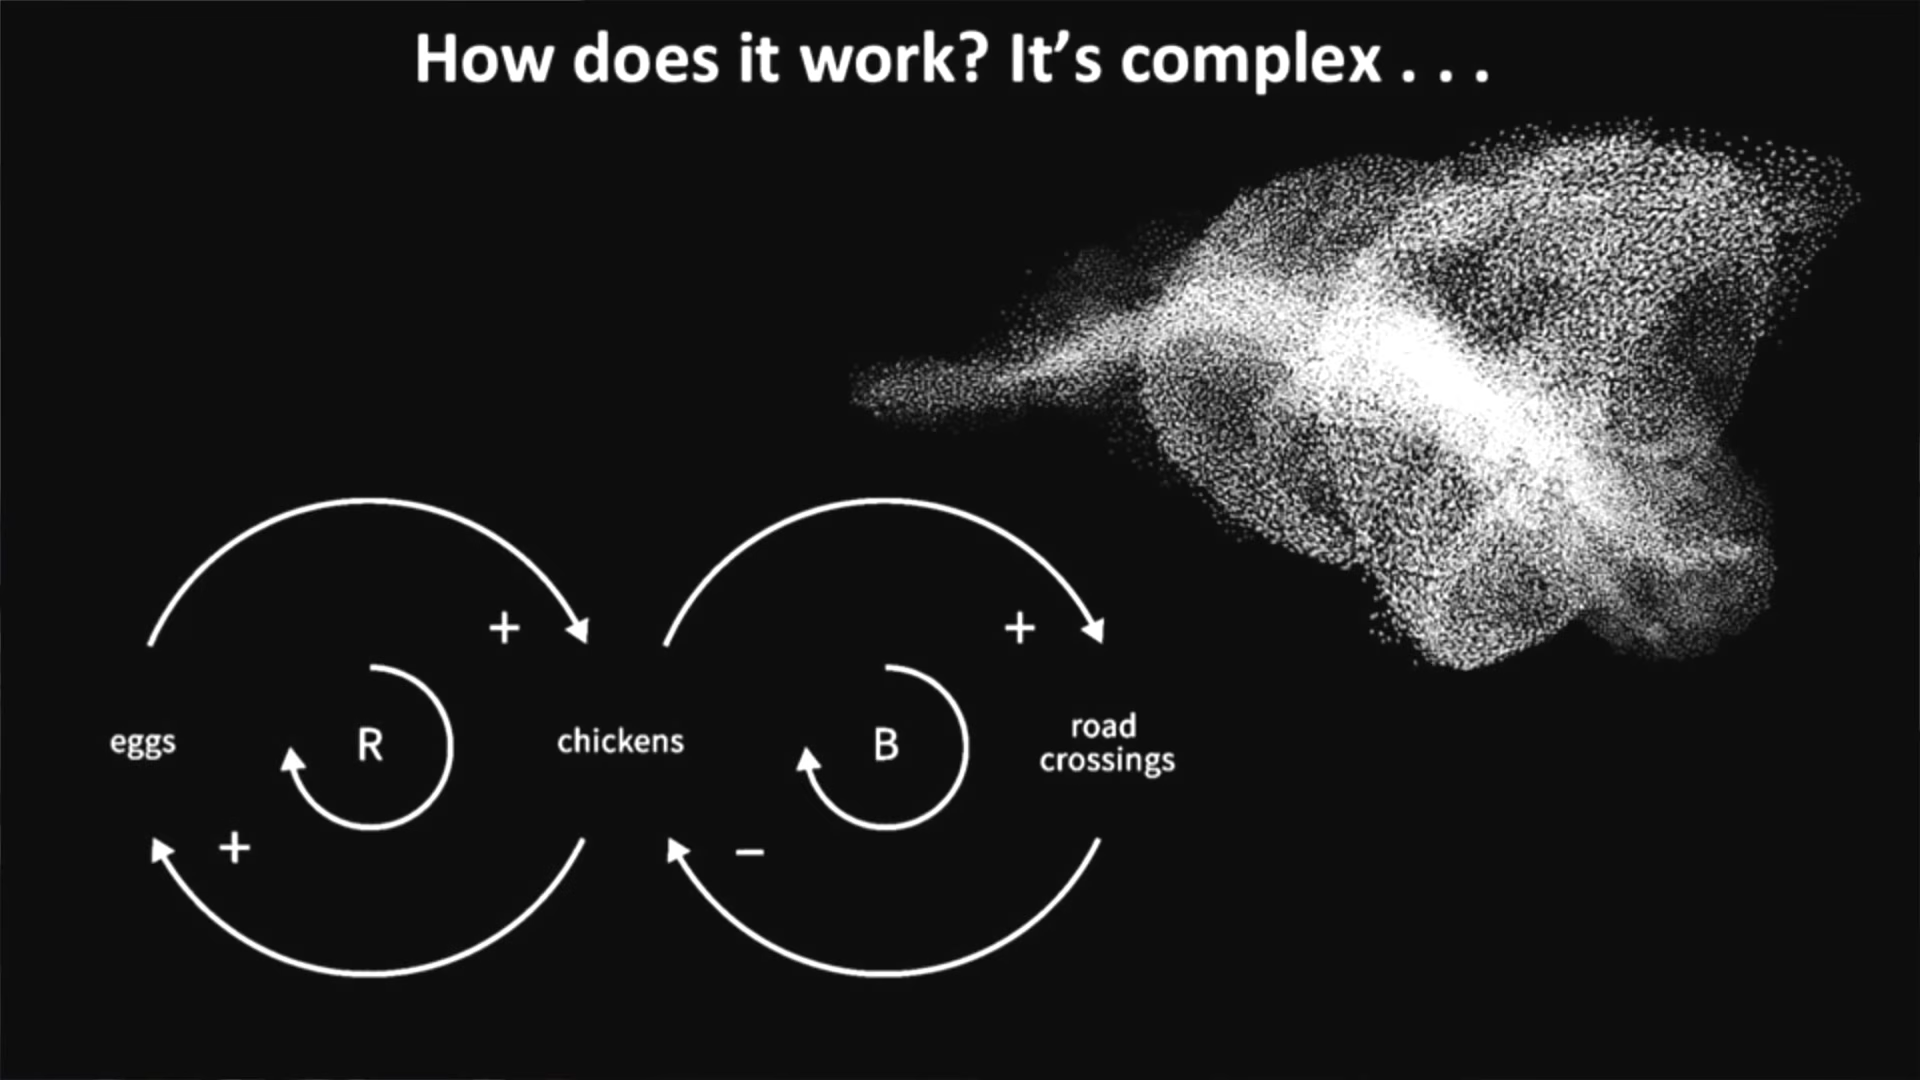 How does it work? It’s complex . . .
+
+
eggs
R
chickens
B
road
crossings
+
–